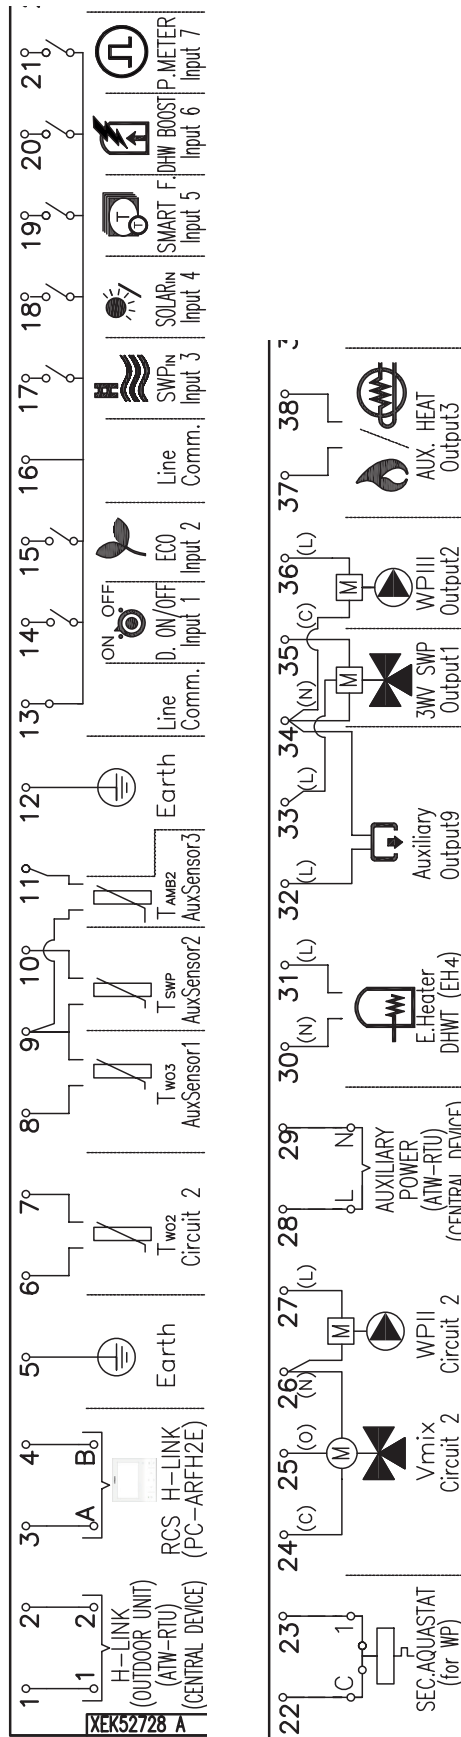 1 2 3 4 5 6 7 8 9 10 11 12 13 14 15 16 17 18 19 20 21
1 2
A B
H-LINK
(OUTDOOR UNIT)
(ATW-RTU)
(CENTRAL DEVICE)
RCS H-LINK
(PC-ARFH2E)
Earth
TWO2
Circuit 2
TWO3
AuxSensor1
TSWP
AuxSensor2
TAMB2
AuxSensor3
Earth
Line
Comm.
ON OFF
D. ON/OFF
Input 1
ECO
Input 2
Line
Comm.
SWPIN
Input 3
SOLARIN
Input 4
T T
SMART F.
Input 5
DHW BOOST
Input 6
P.METER
Input 7
XEK52728 A
22 23 24 25 26 27 28 29 30 31 32 33 34 35 36 37 38
C 1
SEC.AQUASTAT
(for WP)
(C) (O) (N) (L)
M M
Vmix
Circuit 2
WPII
Circuit 2
L N
AUXILIARY
POWER
(ATW-RTU)
(CENTRAL DEVICE)
(N) (L)
E.Heater
DHWT (EH4)
(L) (L) (N) (C) (L)
Auxiliary
Output9
M M
3WV SWP
Output1
WPIII
Output2
AUX. HEAT
Output3